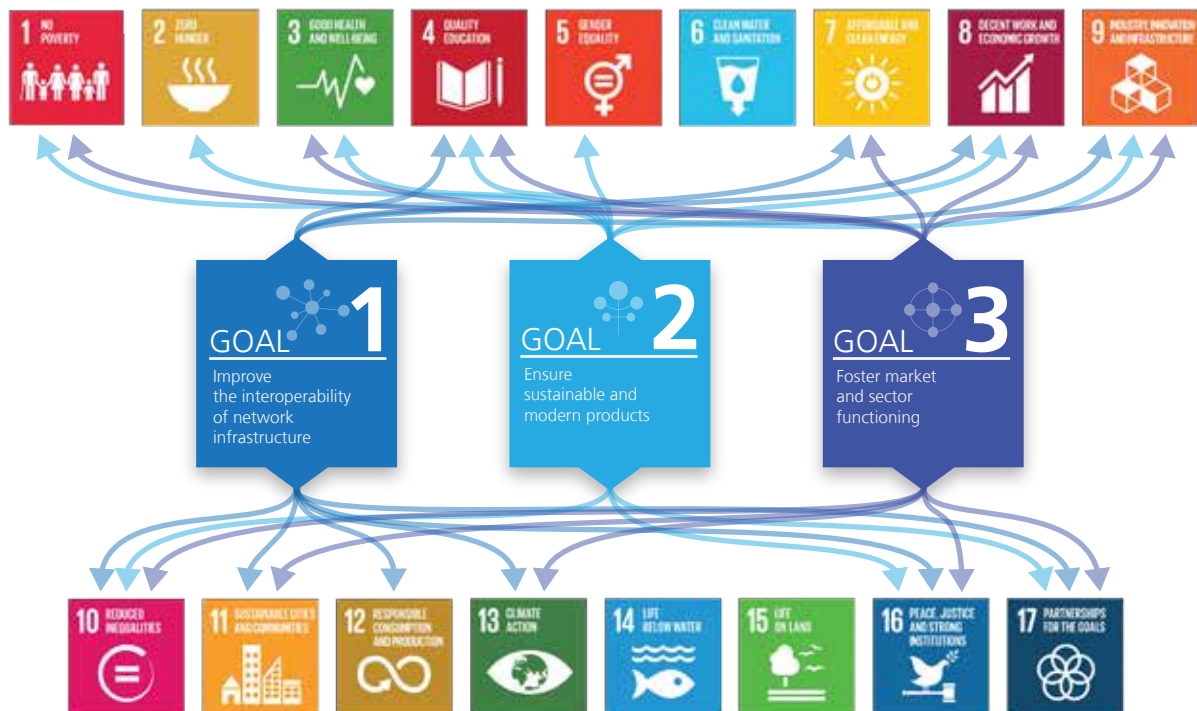 1 NO
POVERTY
2 ZERO
HUNGER
3 GOOD HEALTH
AND WELL-BEING
4 QUALITY
EDUCATION
5 GENDER
EQUALITY
6 CLEAN WATER
AND SANITATION
7 AFFORDABLE AND
CLEAN ENERGY
8 DECENT WORK AND
ECONOMIC GROWTH
9 INDUSTRY, INNOVATION
AND INFRASTRUCTURE
GOAL 1
Improve
the interoperability
of network
infrastructure
GOAL 2
Ensure
sustainable and
modern products
GOAL 3
Foster market
and sector
functioning
10 REDUCED
INEQUALITIES
11 SUSTAINABLE CITIES
AND COMMUNITIES
12 RESPONSIBLE
CONSUMPTION
AND PRODUCTION
13 CLIMATE
ACTION
14 LIFE
BELOW WATER
15 LIFE
ON LAND
16 PEACE, JUSTICE
AND STRONG
INSTITUTIONS
17 PARTNERSHIPS
FOR THE GOALS